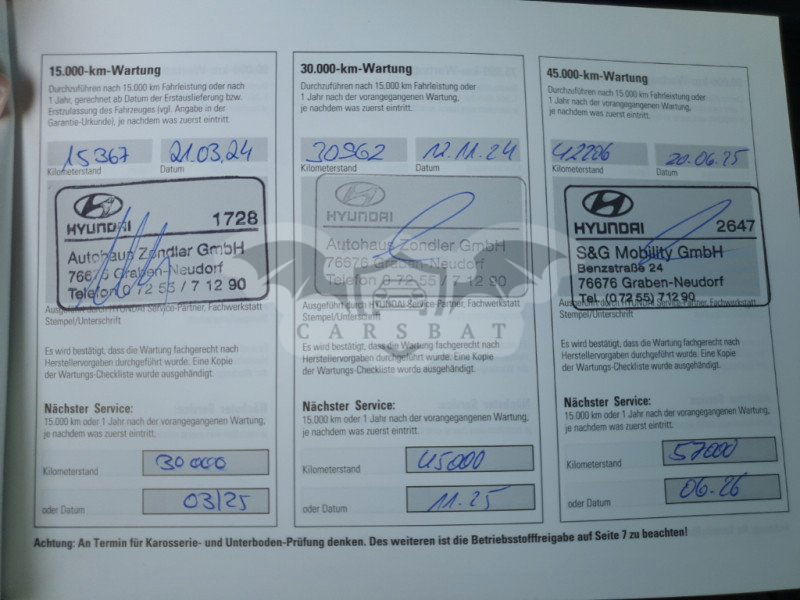 15.000-km-Wartung
Durchzuführen nach 15.000 km Fahrleistung oder nach
1 Jahr, gerechnet ab Datum der Erstauslieferung bzw.
Erstzulassung des Fahrzeuges (vgl. Angabe in der
Garantie-Urkunde), je nachdem was zuerst eintritt.
15367 21.03.24
Kilometerstand Datum
HYUNDAI 1728
Autohaus Zondler GmbH
76676 Graben-Neudorf
Telefon 0 72 55 / 7 12 90
Ausgeführt durch HYUNDAI Service-Partner, Fachwerkstatt
Stempel/Unterschrift
Es wird bestätigt, dass die Wartung fachgerecht nach
Herstellervorgaben durchgeführt wurde. Eine Kopie
der Wartungs-Checkliste wurde ausgehändigt.
Nächster Service:
15.000 km oder 1 Jahr nach der vorangegangenen Wartung,
je nachdem was zuerst eintritt.
Kilometerstand 30000
oder Datum 03/25
30.000-km-Wartung
Durchzuführen nach 15.000 km Fahrleistung oder
1 Jahr nach der vorangegangenen Wartung,
je nachdem was zuerst eintritt.
30962 12.11.24
Kilometerstand Datum
HYUNDAI
Autohaus Zondler GmbH
76676 Graben-Neudorf
Telefon 0 72 55 / 7 12 90
Ausgeführt durch HYUNDAI Service-Partner, Fachwerkstatt
Stempel/Unterschrift
CARSBAT
Es wird bestätigt, dass die Wartung fachgerecht nach
Herstellervorgaben durchgeführt wurde. Eine Kopie
der Wartungs-Checkliste wurde ausgehändigt.
Nächster Service:
15.000 km oder 1 Jahr nach der vorangegangenen Wartung,
je nachdem was zuerst eintritt.
Kilometerstand 45000
oder Datum 11.25
45.000-km-Wartung
Durchzuführen nach 15.000 km Fahrleistung oder
1 Jahr nach der vorangegangenen Wartung,
je nachdem was zuerst eintritt.
42226 20.06.25
Kilometerstand Datum
HYUNDAI 2647
S&G Mobility GmbH
Benzstraße 24
76676 Graben-Neudorf
Tel. (0 72 55) 7 12 90
Ausgeführt durch HYUNDAI Service-Partner, Fachwerkstatt
Stempel/Unterschrift
Es wird bestätigt, dass die Wartung fachgerecht nach
Herstellervorgaben durchgeführt wurde. Eine Kopie
der Wartungs-Checkliste wurde ausgehändigt.
Nächster Service:
15.000 km oder 1 Jahr nach der vorangegangenen Wartung,
je nachdem was zuerst eintritt.
Kilometerstand 57000
oder Datum 06.26
Achtung: An Termin für Karosserie- und Unterboden-Prüfung denken. Des weiteren ist die Betriebsstofffreigabe auf Seite 7 zu beachten!